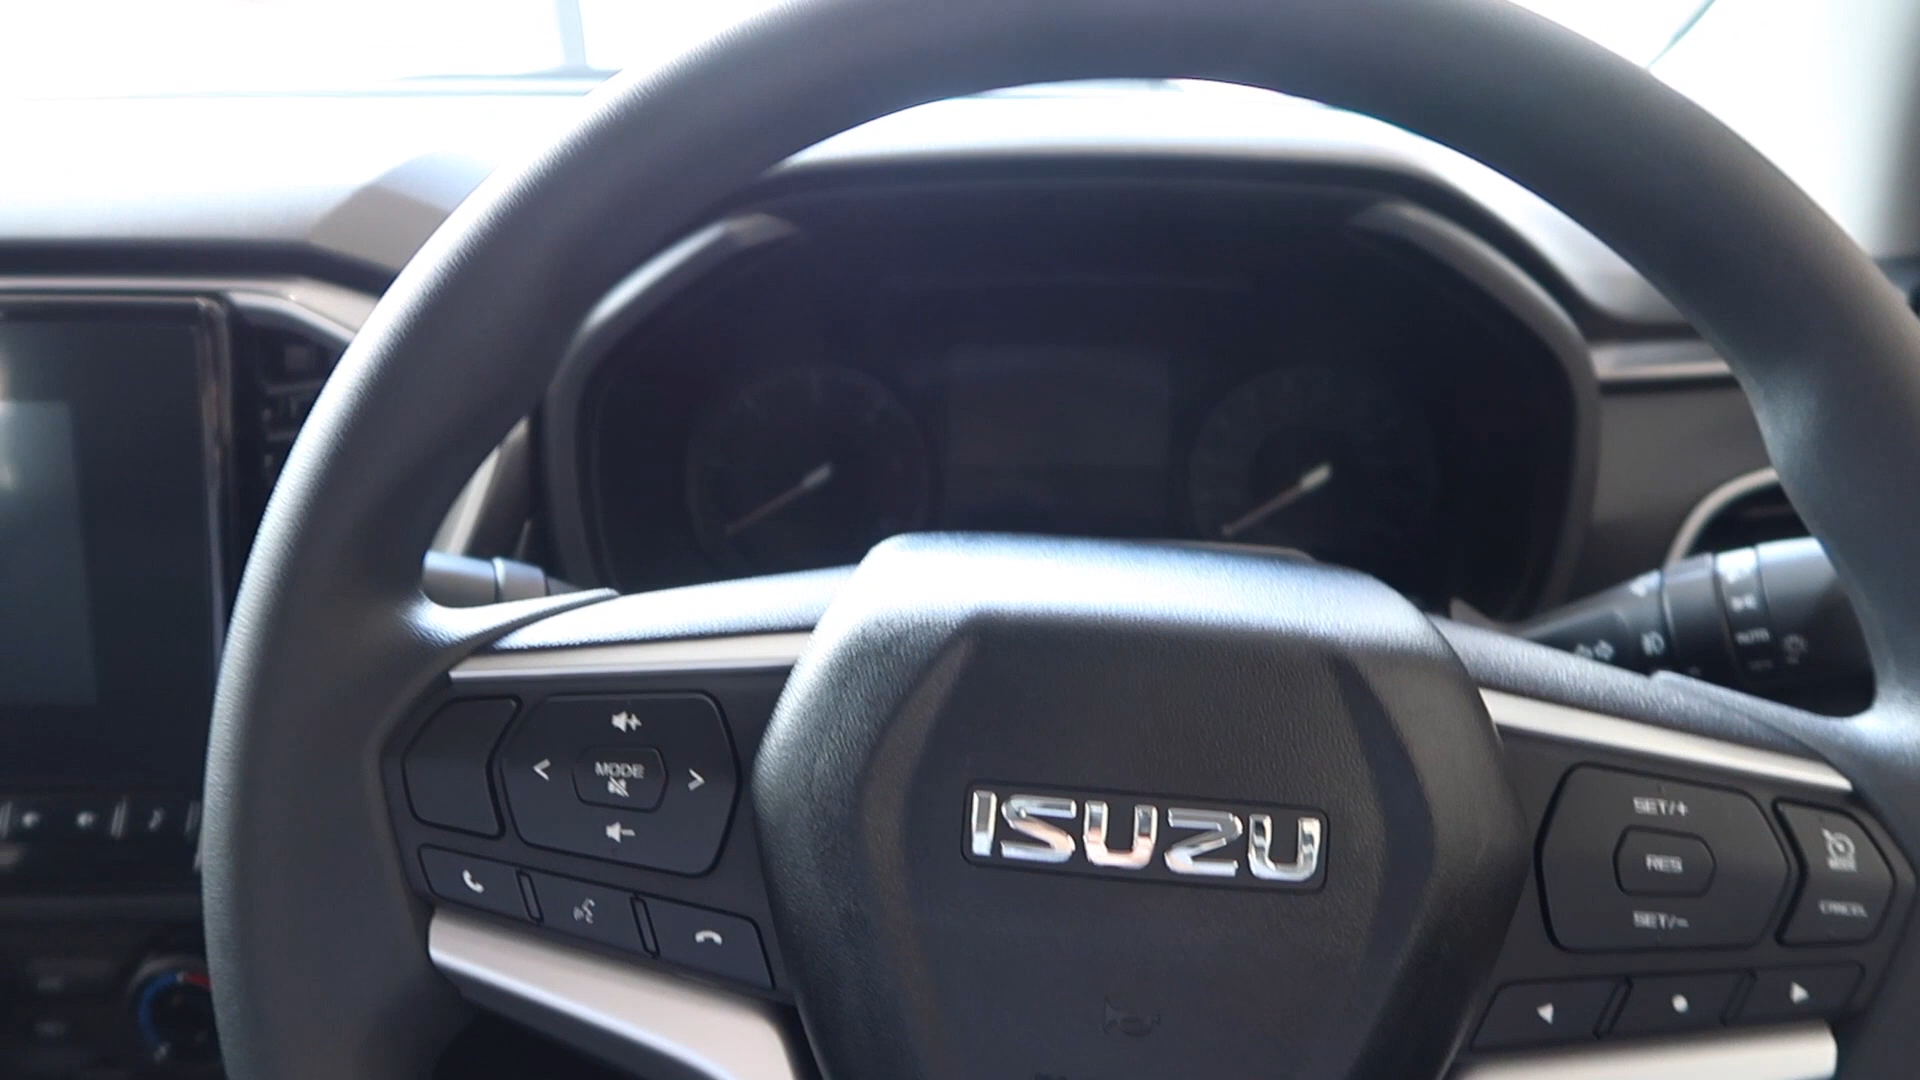 MODE
ISUZU
SET/+
RES
SET/-
CANCEL
AUTO